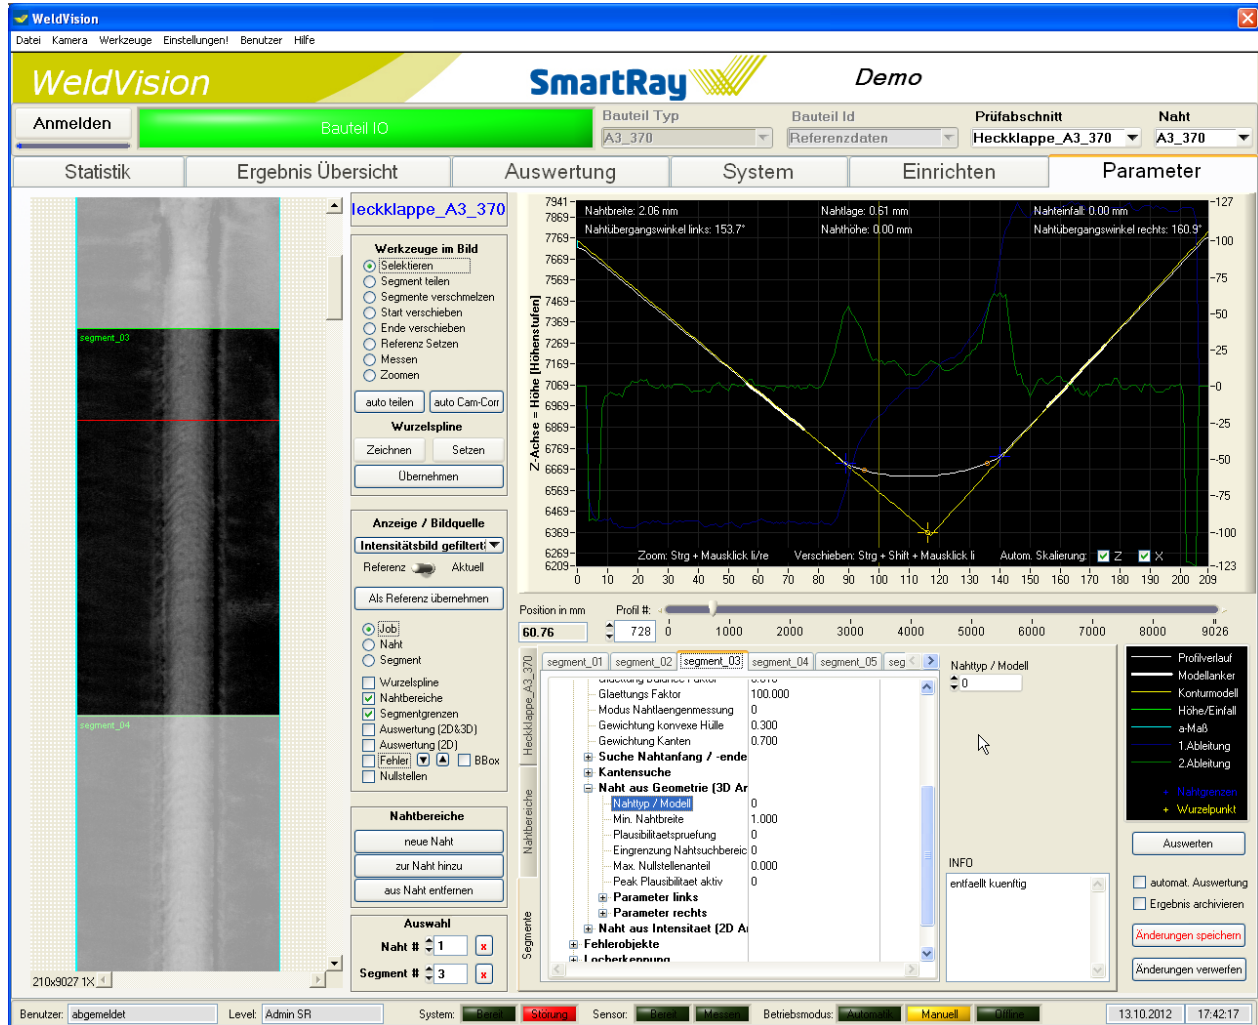 WeldVision
Datei Kamera Werkzeuge Einstellungen! Benutzer Hilfe
WeldVision
SmartRay
Demo
Anmelden
Bauteil IO
Bauteil Typ
A3_370
Bauteil Id
Referenzdaten
Prüfabschnitt
Heckklappe_A3_370
Naht
A3_370
Statistik
Ergebnis Übersicht
Auswertung
System
Einrichten
Parameter
segment_03
segment_04
210x9027 1X
leckklappe_A3_370
Werkzeuge im Bild
Selektieren
Segment teilen
Segmente verschmelzen
Start verschieben
Ende verschieben
Referenz Setzen
Messen
Zoomen
auto teilen auto Cam-Corr
Wurzelspline
Zeichnen Setzen
Übernehmen
Anzeige / Bildquelle
Intensitätsbild gefiltert
Referenz Aktuell
Als Referenz übernehmen
Job
Naht
Segment
Wurzelspline
Nahtbereiche
Segmentgrenzen
Auswertung (2D&3D)
Auswertung (2D)
Fehler BBox
Nullstellen
Nahtbereiche
neue Naht
zur Naht hinzu
aus Naht entfernen
Auswahl
Naht # 1 x
Segment # 3 x
Z-Achse = Höhe [Höhenstufen]
7941
7869
7769
7669
7569
7469
7369
7269
7169
7069
6969
6869
6769
6669
6569
6469
6369
6269
6209
Nahtbreite: 2.06 mm Nahtlage: 0.61 mm Nahteinfall: 0.00 mm
Nahtübergangswinkel links: 153.7° Nahthöhe: 0.00 mm Nahtübergangswinkel rechts: 160.9°
Zoom: Strg + Mausklick li/re Verschieben: Strg + Shift + Mausklick li Autom. Skalierung: Z X
-127
-100
-75
-50
-25
-0
-25
-50
-75
-100
-123
0 10 20 30 40 50 60 70 80 90 100 110 120 130 140 150 160 170 180 190 200 209
Position in mm
60.76
Profil #:
728
0 1000 2000 3000 4000 5000 6000 7000 8000 9026
Heckklappe_A3_370
Nahtbereiche
Segmente
segment_01 segment_02 segment_03 segment_04 segment_05 seg
Glaettungs Faktor 100.000
Modus Nahtlaengenmessung 0
Gewichtung konvexe Hülle 0.300
Gewichtung Kanten 0.700
Suche Nahtanfang / -ende
Kantensuche
Naht aus Geometrie (3D Ar
Nahttyp / Modell 0
Min. Nahtbreite 1.000
Plausibilitaetspruefung 0
Eingrenzung Nahtsuchbereic 0
Max. Nullstellenanteil 0.000
Peak Plausibilitaet aktiv 0
Parameter links
Parameter rechts
Naht aus Intensitaet (2D Ar
Fehlerobjekte
Locherkennung
Nahttyp / Modell
0
INFO
entfaellt kuenftig
Profilverlauf
Modellanker
Konturmodell
Höhe/Einfall
a-Maß
1.Ableitung
2.Ableitung
Nahtgrenzen
Wurzelpunkt
Auswerten
automat. Auswertung
Ergebnis archivieren
Änderungen speichern
Änderungen verwerfen
Benutzer: abgemeldet Level: Admin SR System: Bereit Störung Sensor: Bereit Messen Betriebsmodus: Automatik Manuell Offline 13.10.2012 17:42:17